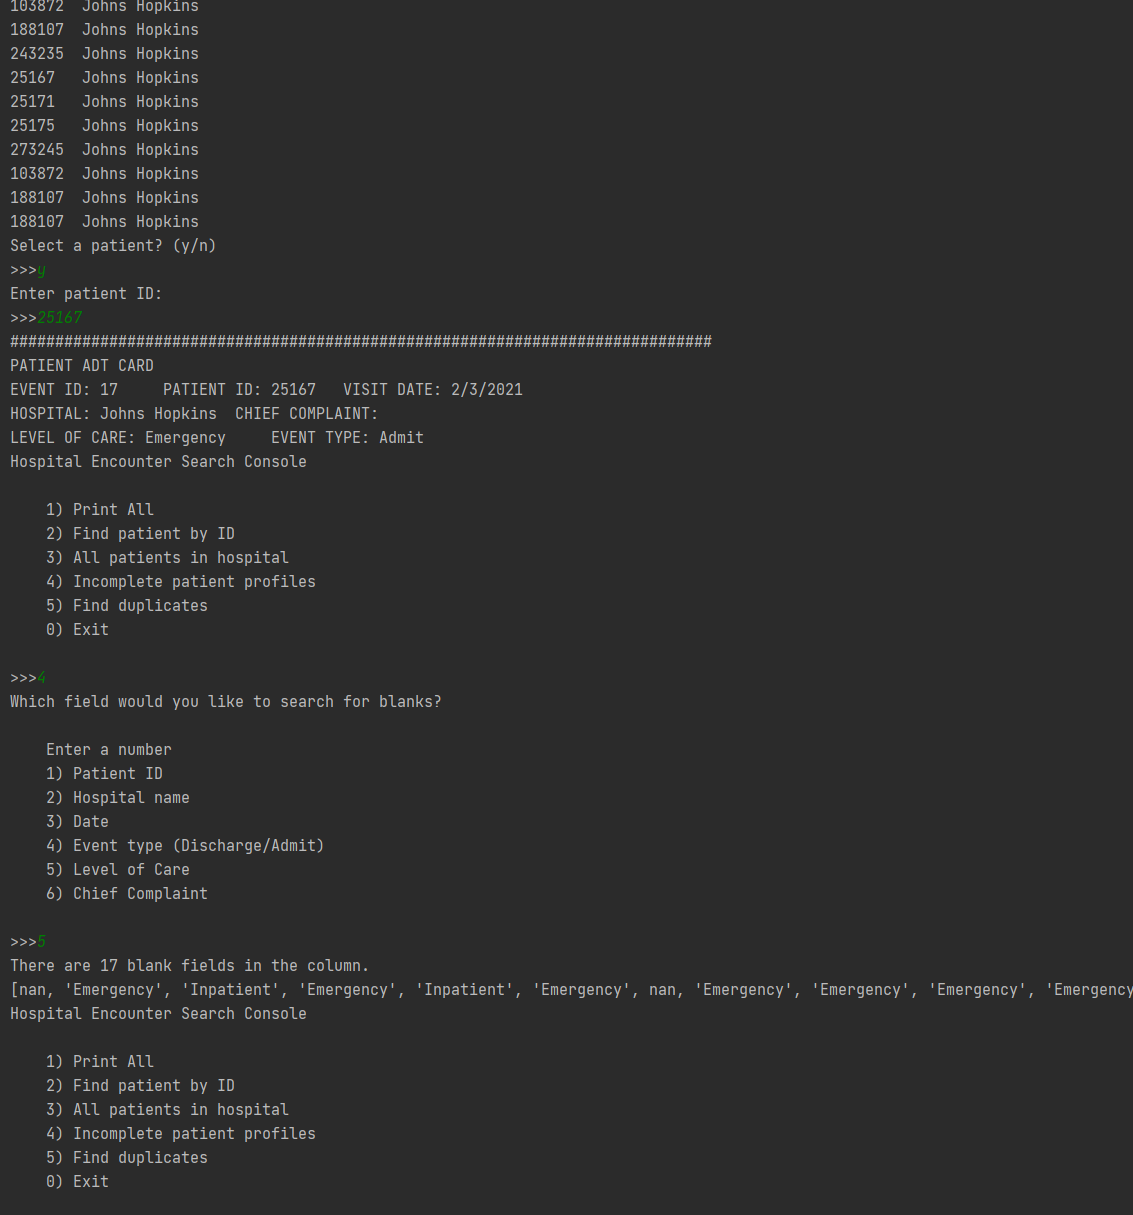 103872  Johns Hopkins
188107  Johns Hopkins
243235  Johns Hopkins
25167   Johns Hopkins
25171   Johns Hopkins
25175   Johns Hopkins
273245  Johns Hopkins
103872  Johns Hopkins
188107  Johns Hopkins
188107  Johns Hopkins
Select a patient? (y/n)
>>>y
Enter patient ID:
>>>25167
##############################################################################
PATIENT ADT CARD
EVENT ID: 17     PATIENT ID: 25167   VISIT DATE: 2/3/2021
HOSPITAL: Johns Hopkins  CHIEF COMPLAINT:
LEVEL OF CARE: Emergency     EVENT TYPE: Admit
Hospital Encounter Search Console

    1) Print All
    2) Find patient by ID
    3) All patients in hospital
    4) Incomplete patient profiles
    5) Find duplicates
    0) Exit

>>>4
Which field would you like to search for blanks?

    Enter a number
    1) Patient ID
    2) Hospital name
    3) Date
    4) Event type (Discharge/Admit)
    5) Level of Care
    6) Chief Complaint

>>>5
There are 17 blank fields in the column.
[nan, 'Emergency', 'Inpatient', 'Emergency', 'Inpatient', 'Emergency', nan, 'Emergency', 'Emergency', 'Emergency', 'Emergency
Hospital Encounter Search Console

    1) Print All
    2) Find patient by ID
    3) All patients in hospital
    4) Incomplete patient profiles
    5) Find duplicates
    0) Exit